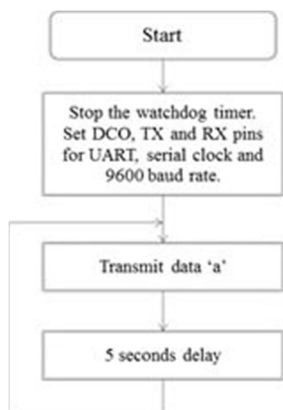 Start
Stop the watchdog timer.
Set DCO, TX and RX pins
for UART, serial clock and
9600 baud rate.
Transmit data ‘a’
5 seconds delay